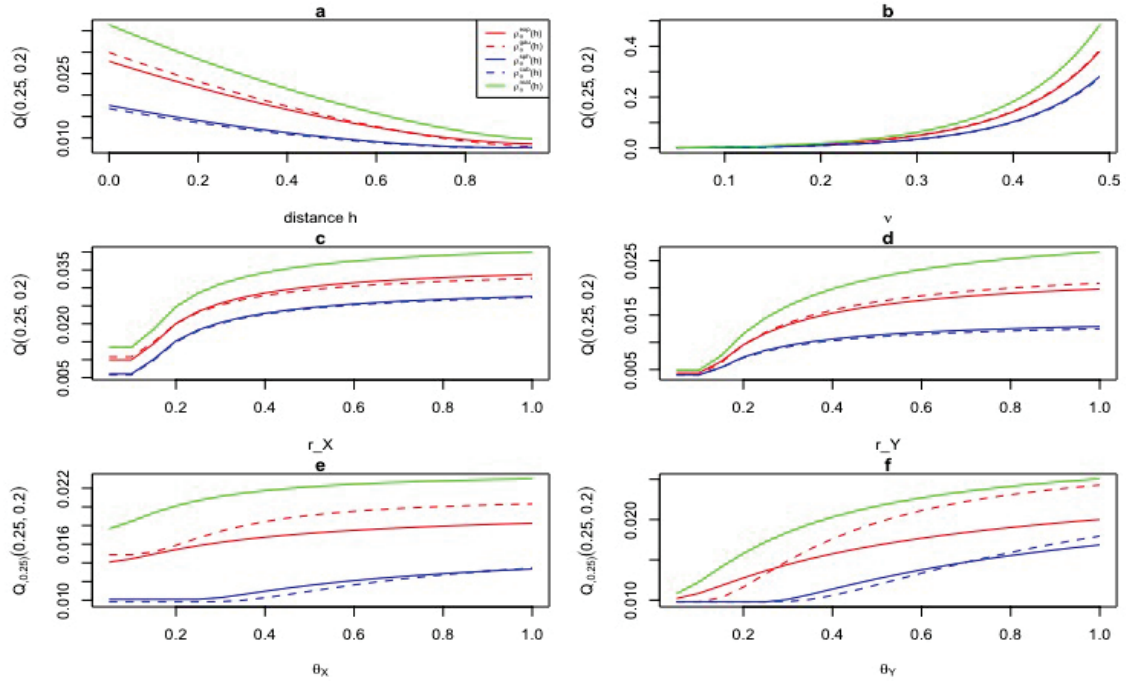 a
Q(0.25, 0.2)
0.025
0.010
0.0 0.2 0.4 0.6 0.8
distance h
b
Q(0.25, 0.2)
0.4
0.2
0.0
0.1 0.2 0.3 0.4 0.5
ν
c
Q(0.25, 0.2)
0.035
0.020
0.005
0.2 0.4 0.6 0.8 1.0
r_X
d
Q(0.25, 0.2)
0.025
0.015
0.005
0.2 0.4 0.6 0.8 1.0
r_Y
e
Q,0.25)(0.25, 0.2)
0.022
0.016
0.010
0.2 0.4 0.6 0.8 1.0
θX
f
Q,0.25)(0.25, 0.2)
0.020
0.010
0.2 0.4 0.6 0.8 1.0
θY